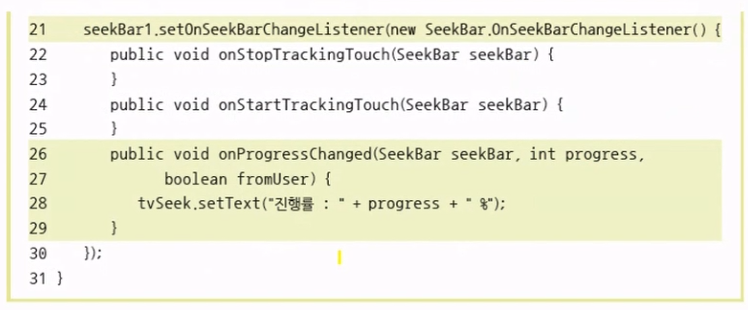 21 seekBar1.setOnSeekBarChangeListener(new SeekBar.OnSeekBarChangeListener() {
22 public void onStopTrackingTouch(SeekBar seekBar) {
23 }
24 public void onStartTrackingTouch(SeekBar seekBar) {
25 }
26 public void onProgressChanged(SeekBar seekBar, int progress,
27 boolean fromUser) {
28 tvSeek.setText("진행률 : " + progress + " %");
29 }
30 });
31 }